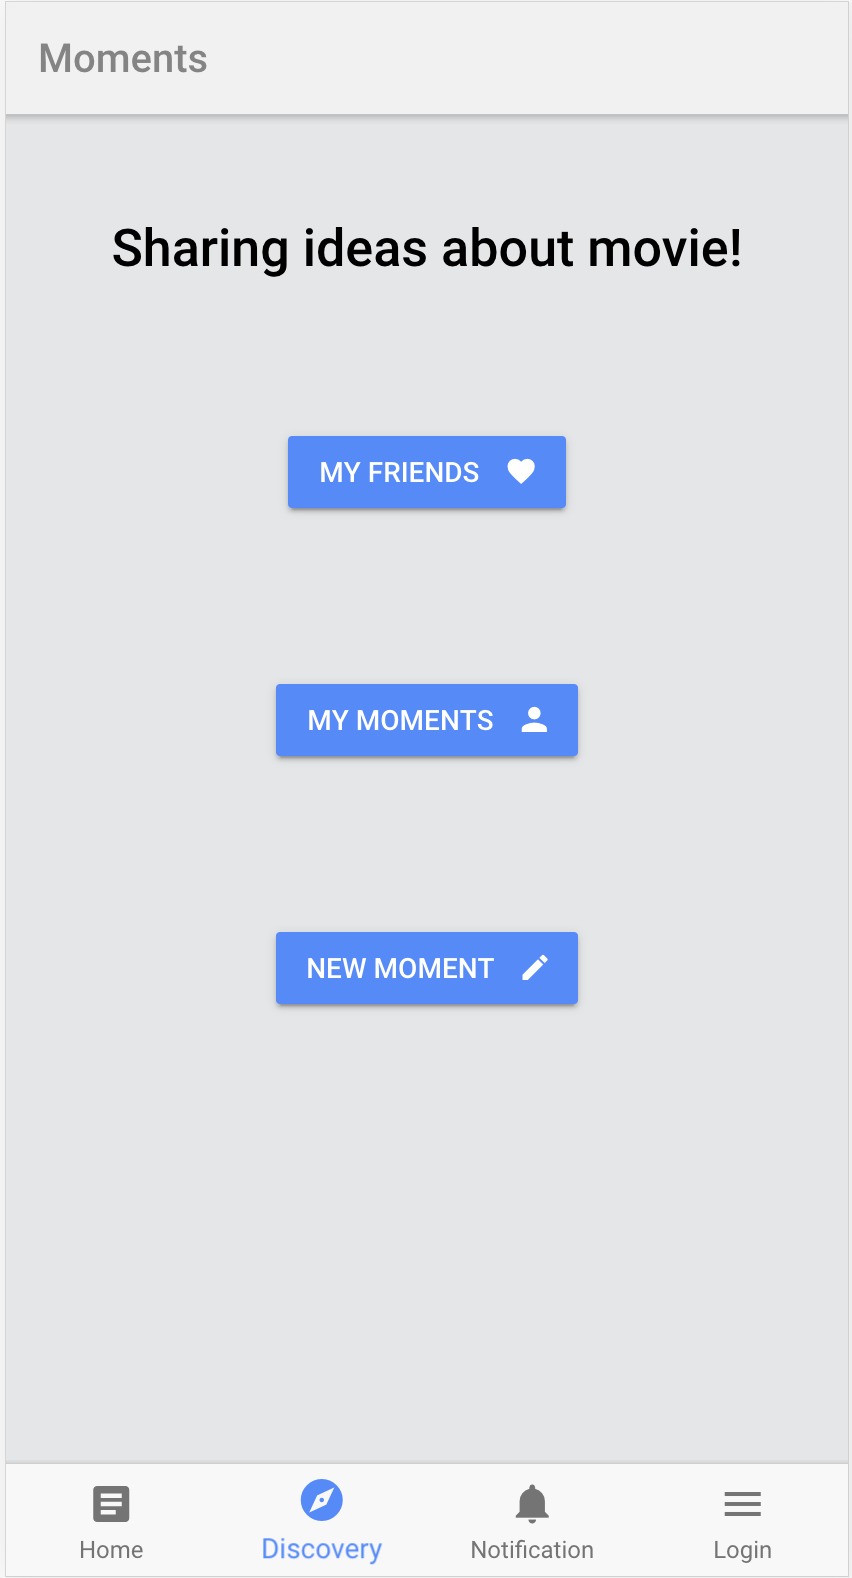 Moments
Sharing ideas about movie!
MY FRIENDS
MY MOMENTS
NEW MOMENT
Home
Discovery
Notification
Login